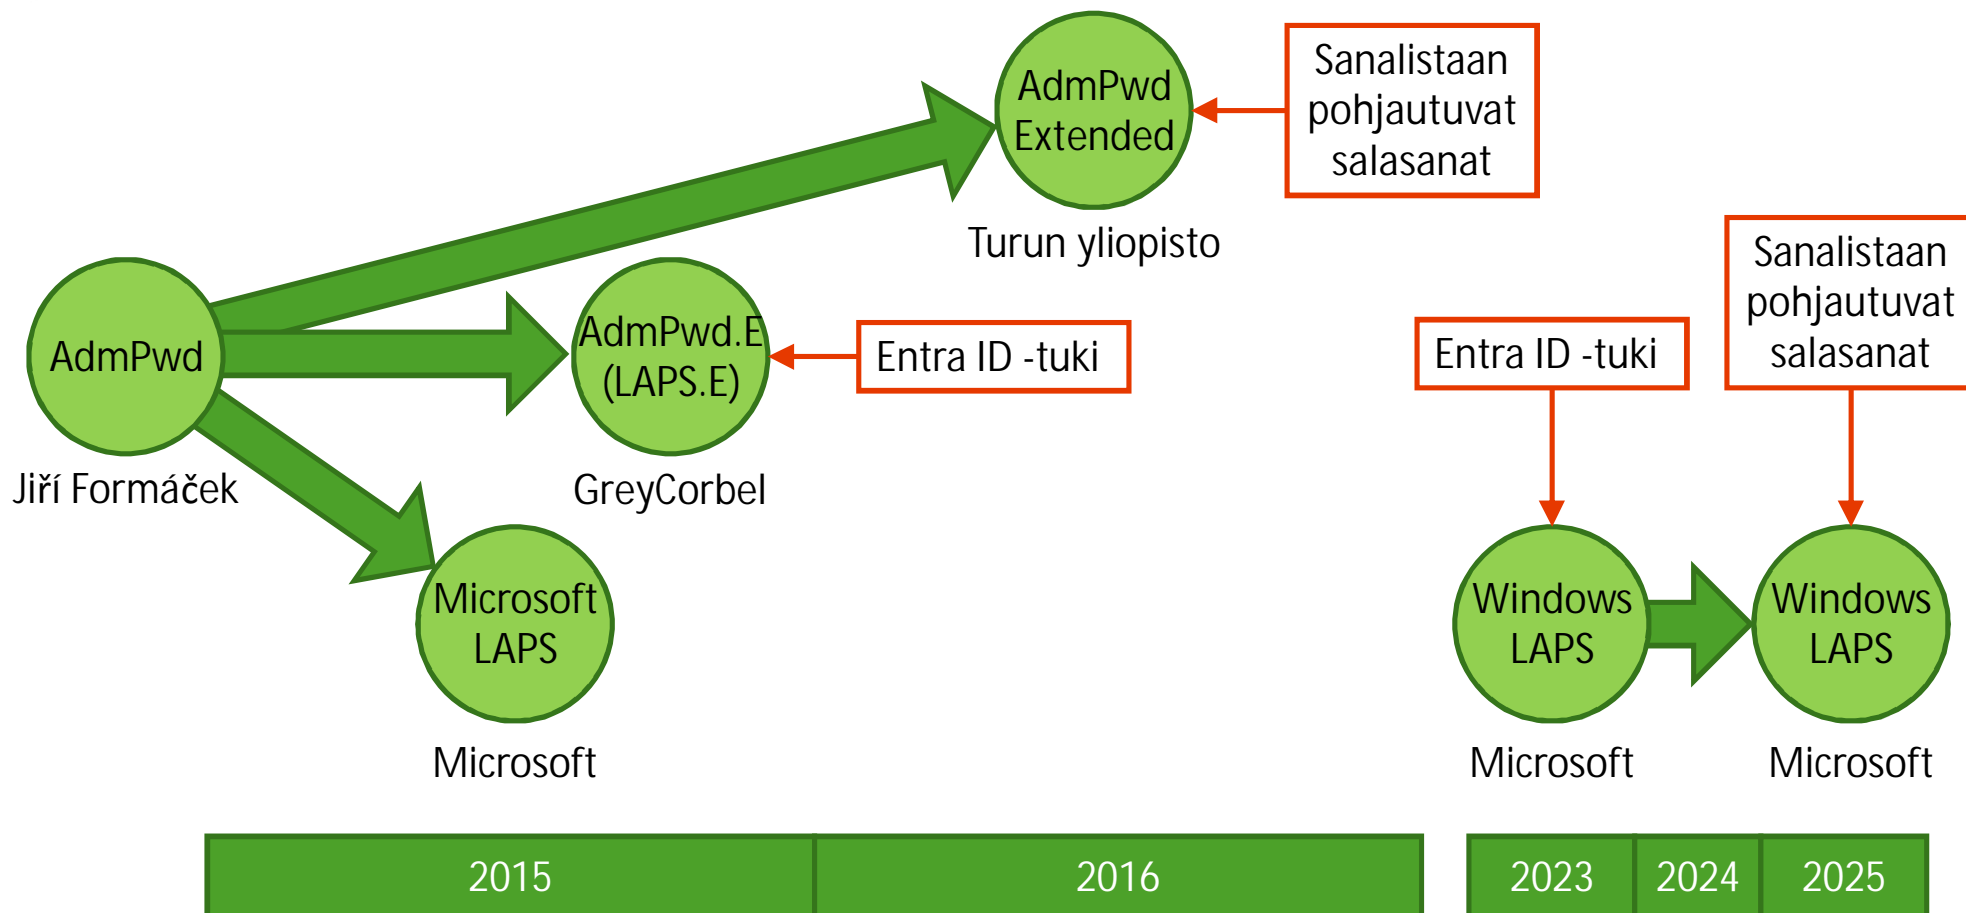 AdmPwd
Extended
Turun yliopisto
Sanalistaan
pohjautuvat
salasanat
AdmPwd
Jiří Formáček
AdmPwd.E
(LAPS.E)
GreyCorbel
Entra ID -tuki
Microsoft
LAPS
Microsoft
Entra ID -tuki
Sanalistaan
pohjautuvat
salasanat
Windows
LAPS
Microsoft
Windows
LAPS
Microsoft
2015
2016
2023
2024
2025